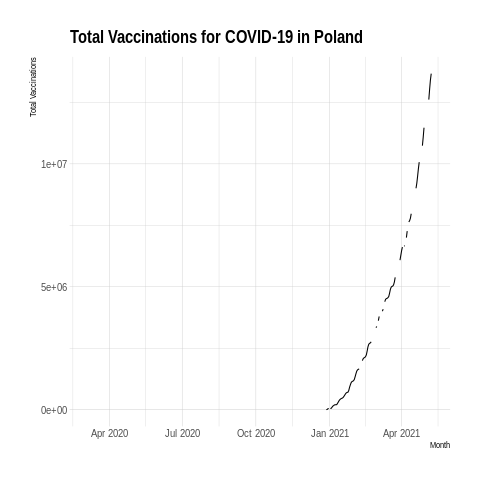 Total Vaccinations for COVID-19 in Poland
Total Vaccinations
1e+07
5e+06
0e+00
Apr 2020 Jul 2020 Oct 2020 Jan 2021 Apr 2021
Month